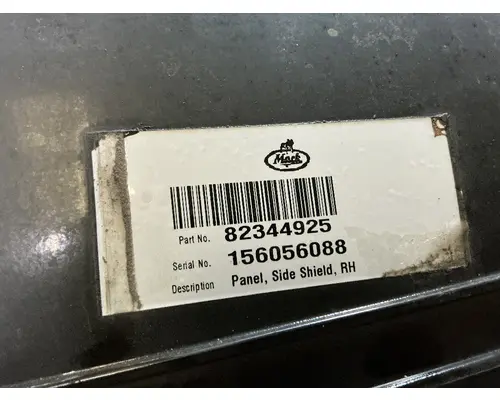 Mack
Part No. 82344925
Serial No. 156056088
Description Panel, Side Shield, RH